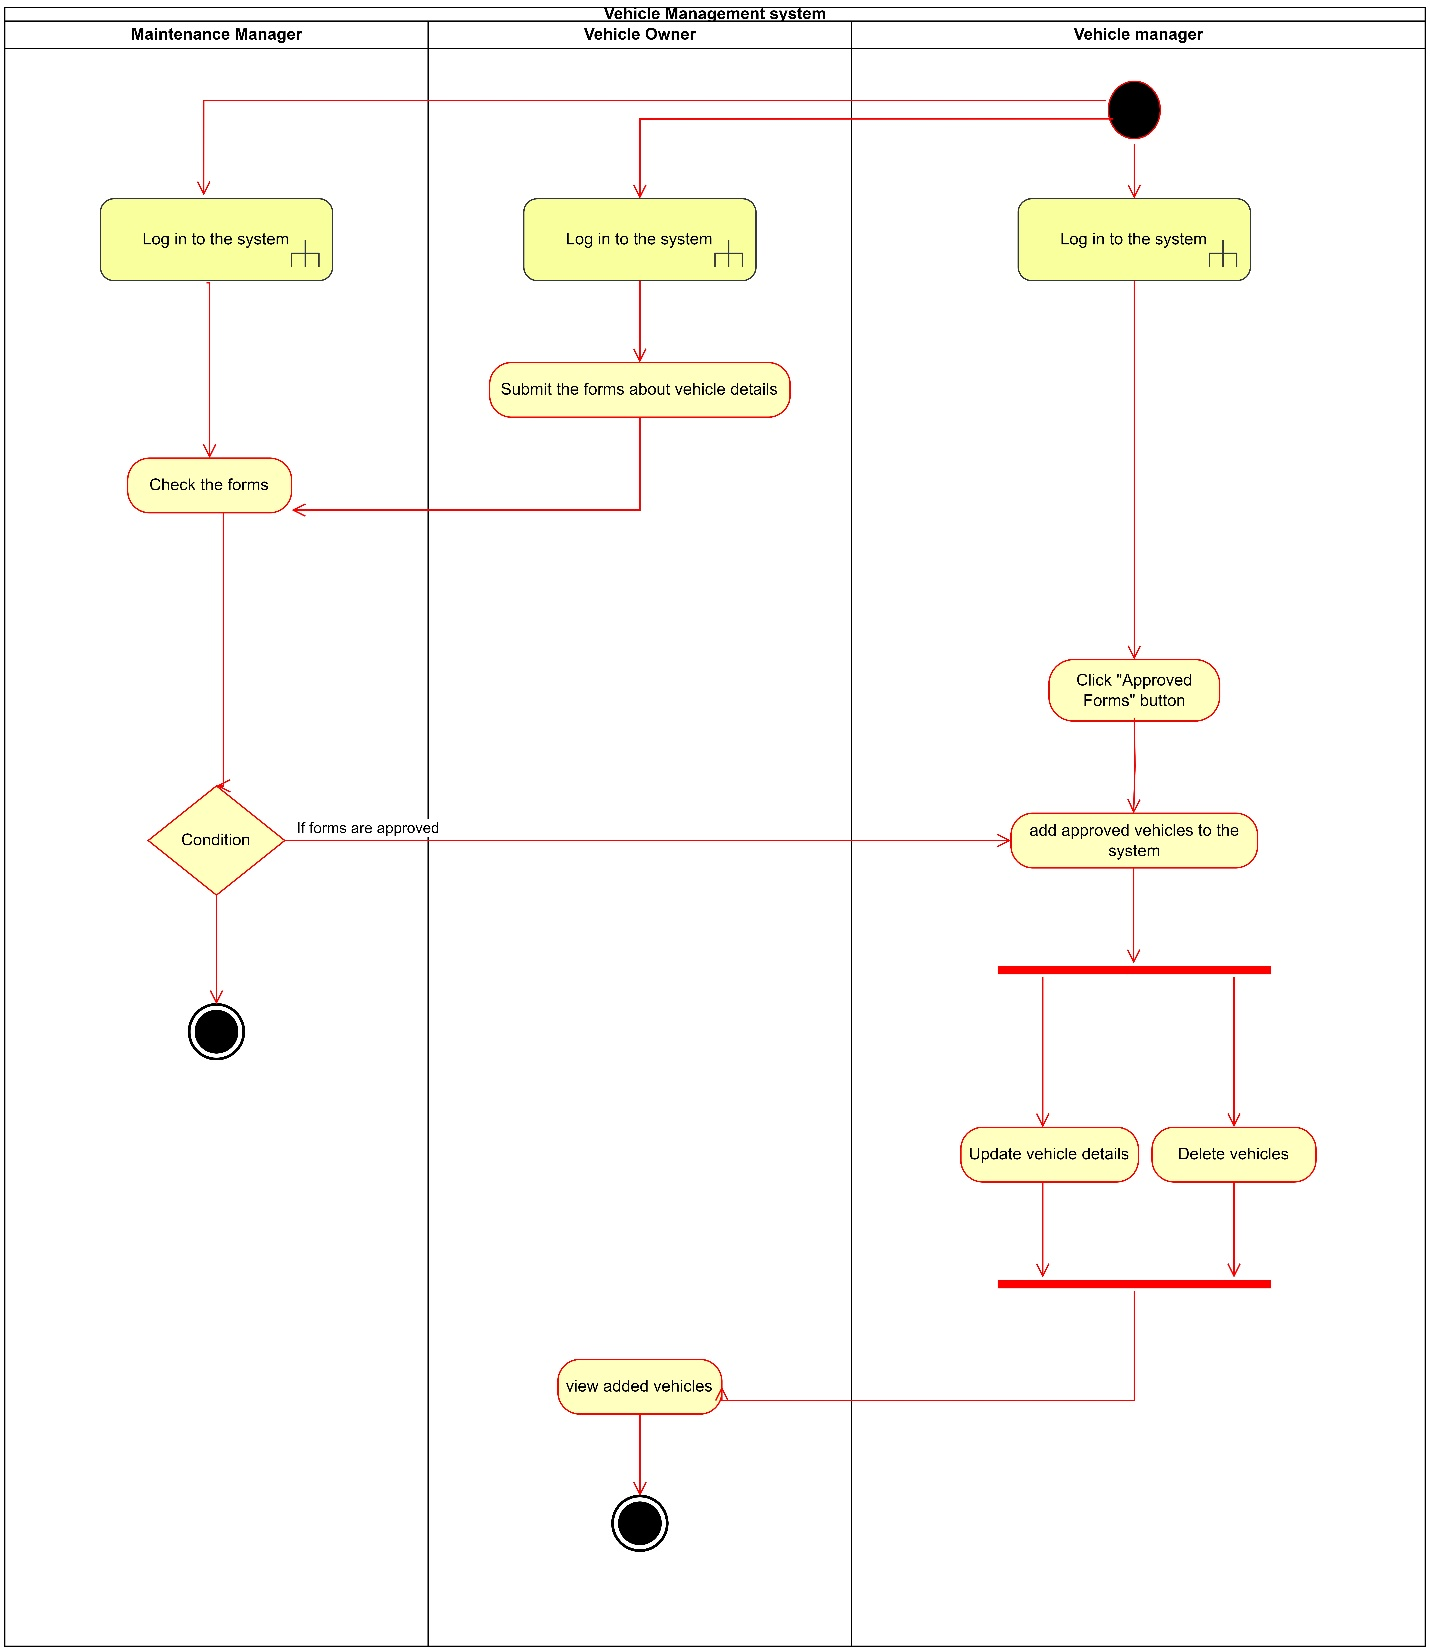 Vehicle Management system
Maintenance Manager
Vehicle Owner
Vehicle manager
Log in to the system
Log in to the system
Log in to the system
Submit the forms about vehicle details
Check the forms
Click "Approved
Forms" button
If forms are approved
Condition
add approved vehicles to the
system
Update vehicle details
Delete vehicles
view added vehicles